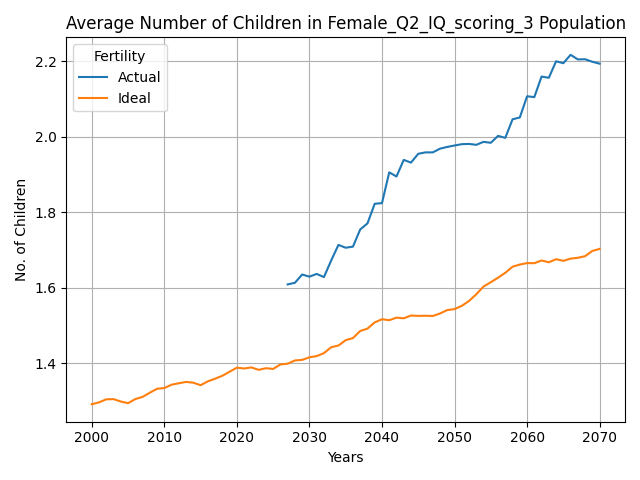 Average Number of Children in Female_Q2_IQ_scoring_3 Population
Fertility
Actual
Ideal
No. of Children
2.2
2.0
1.8
1.6
1.4
2000 2010 2020 2030 2040 2050 2060 2070
Years